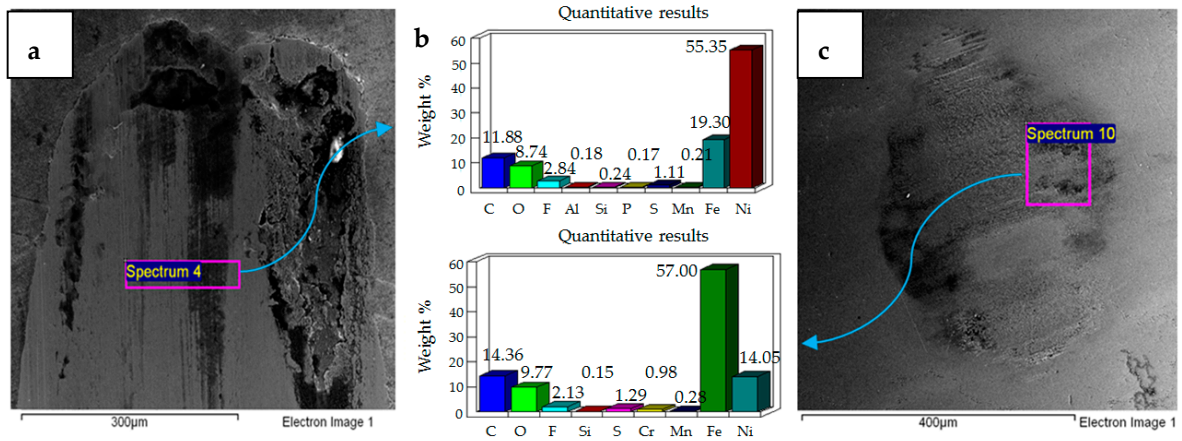 a
Spectrum 4
300µm
Electron Image 1
b
Quantitative results
Weight %
60
50
40
30
20
10
0
11.88
8.74
2.84
0.18
0.24
0.17
1.11
0.21
19.30
55.35
C O F Al Si P S Mn Fe Ni
Quantitative results
Weight %
60
50
40
30
20
10
0
14.36
9.77
2.13
0.15
1.29
0.98
0.28
57.00
14.05
C O F Si S Cr Mn Fe Ni
c
Spectrum 10
400µm
Electron Image 1